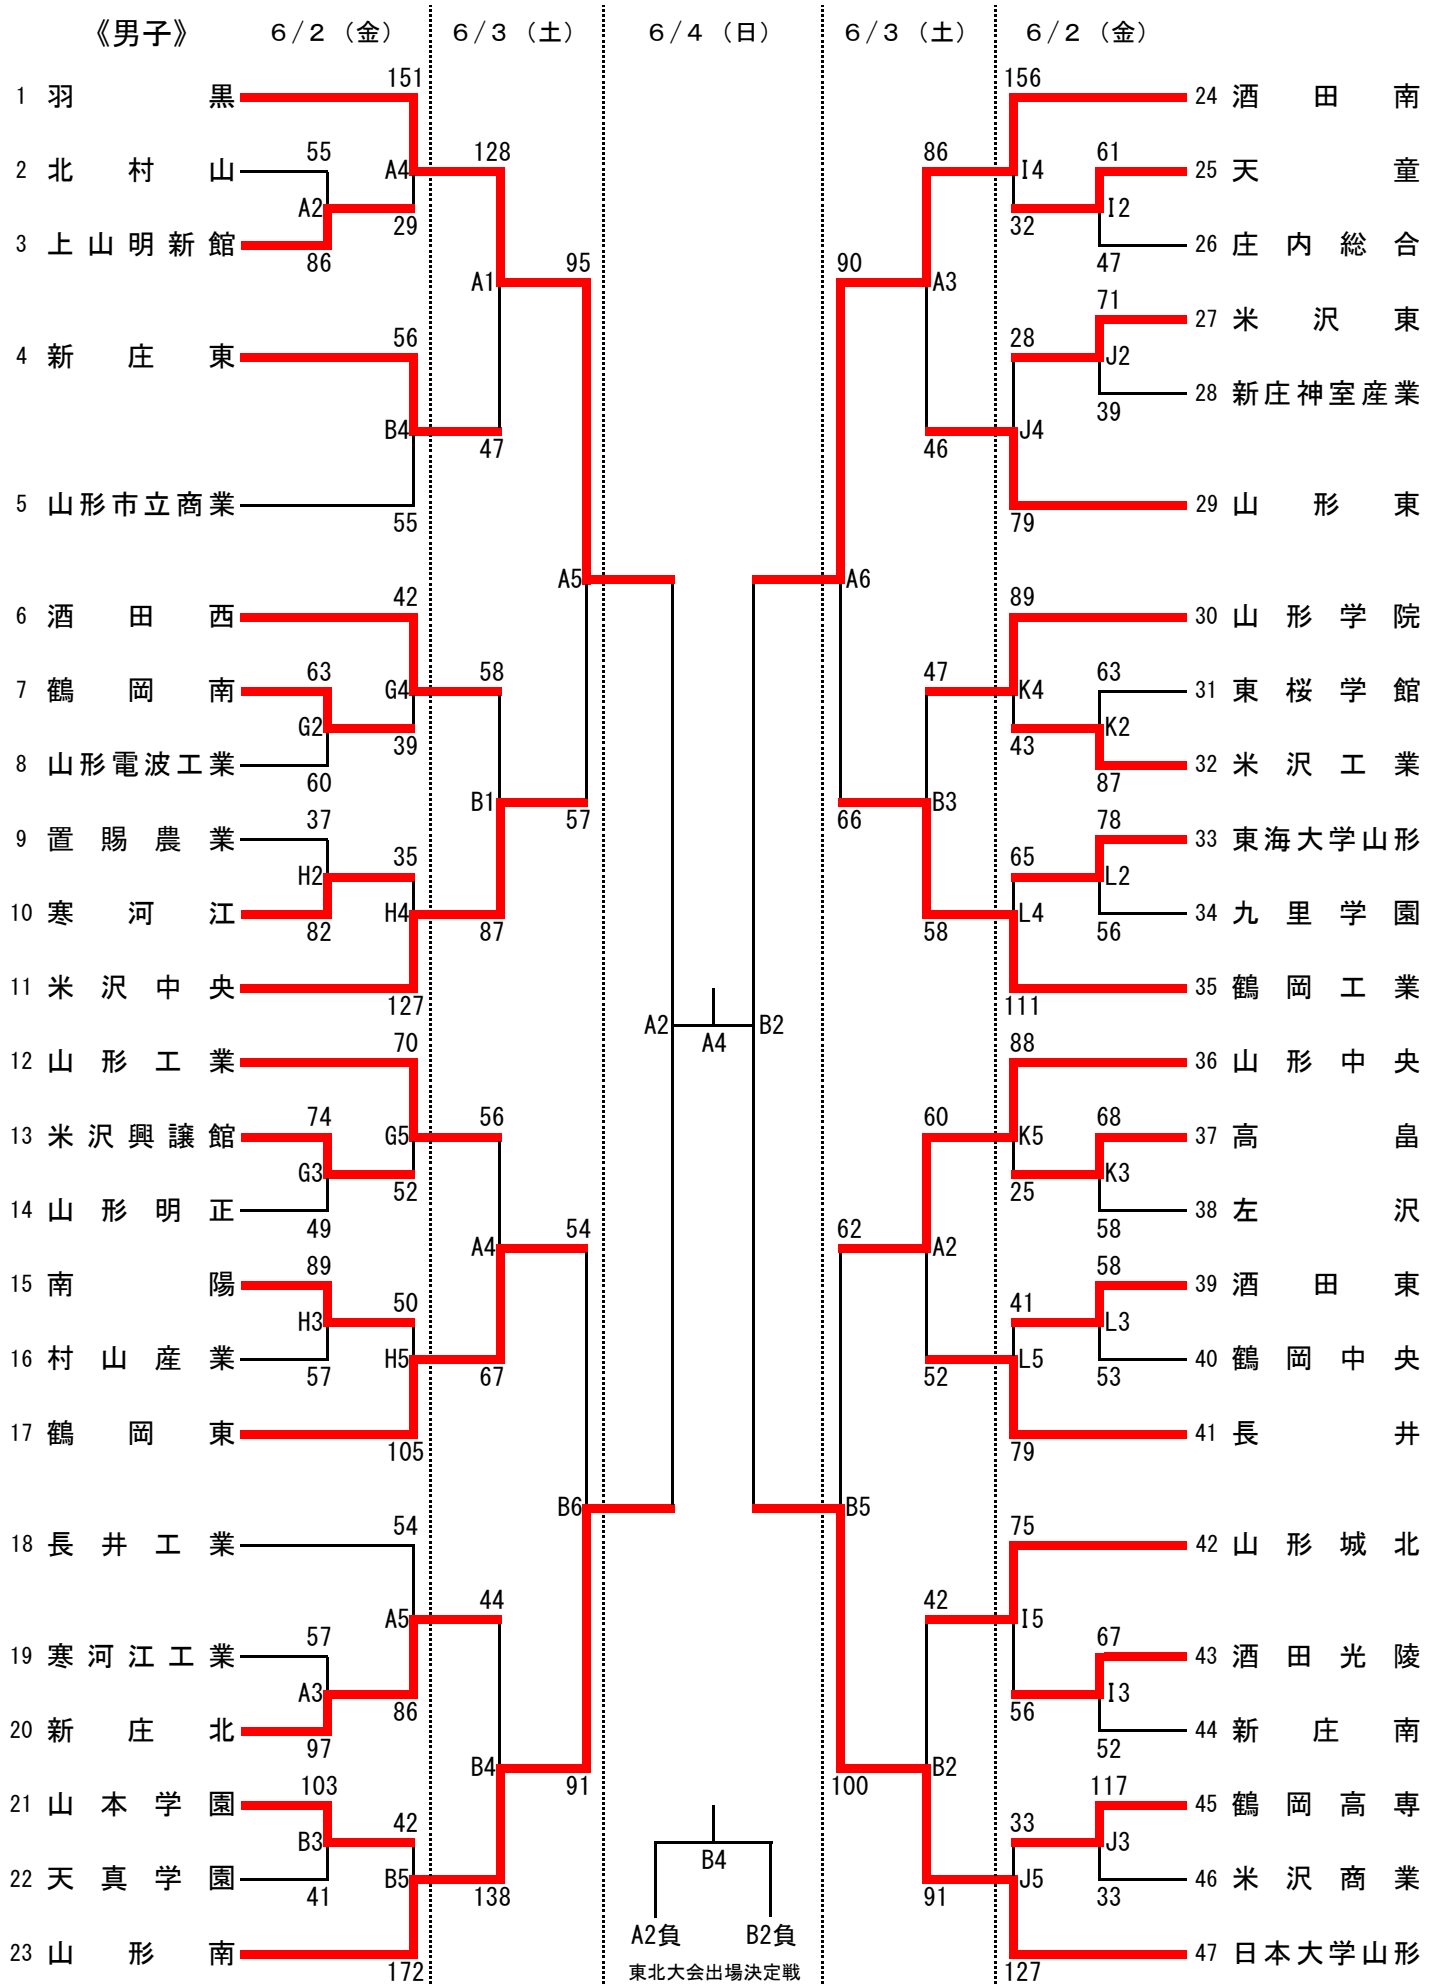 《男子》 6/2（金） 6/3（土） 6/4（日） 6/3（土） 6/2（金）
151 156
1 羽黒 24 酒田南
55 128 86 61
2 北村山 A4 I4 25 天童
A2 I2
29 32
3 上山明新館 26 庄内総合
86 95 90 47
A1 A3
71
27 米沢東
56 28
4 新庄東 J2
28 新庄神室産業
39
B4 J4
47 46
5 山形市立商業 29 山形東
55 79
A5 A6
42 89
6 酒田西 30 山形学院
63 58 47 63
7 鶴岡南 G4 K4 31 東桜学館
G2 K2
39 43
8 山形電波工業 32 米沢工業
60 87
B1 B3
37 57 66 78
9 置賜農業 33 東海大学山形
35 65
H2 L2
10 寒河江 H4 L4 34 九里学園
82 87 58 56
11 米沢中央 35 鶴岡工業
127 111
A2 B2
A4
70 88
12 山形工業 36 山形中央
74 56 60 68
13 米沢興譲館 G5 K5 37 高畠
G3 K3
52 25
14 山形明正 38 左沢
49 54 62 58
A4 A2
89 58
15 南陽 39 酒田東
50 41
H3 L3
16 村山産業 H5 L5 40 鶴岡中央
57 67 52 53
17 鶴岡東 41 長井
105 79
B6 B5
54 75
18 長井工業 42 山形城北
44 42
A5 I5
57 67
19 寒河江工業 43 酒田光陵
A3 I3
86 56
20 新庄北 44 新庄南
97 52
B4 B2
103 91 100 117
21 山本学園 45 鶴岡高専
42 33
B3 J3
B4
22 天真学園 B5 J5 46 米沢商業
41 138 91 33
A2負 B2負
23 山形南 47 日本大学山形
172 東北大会出場決定戦 127